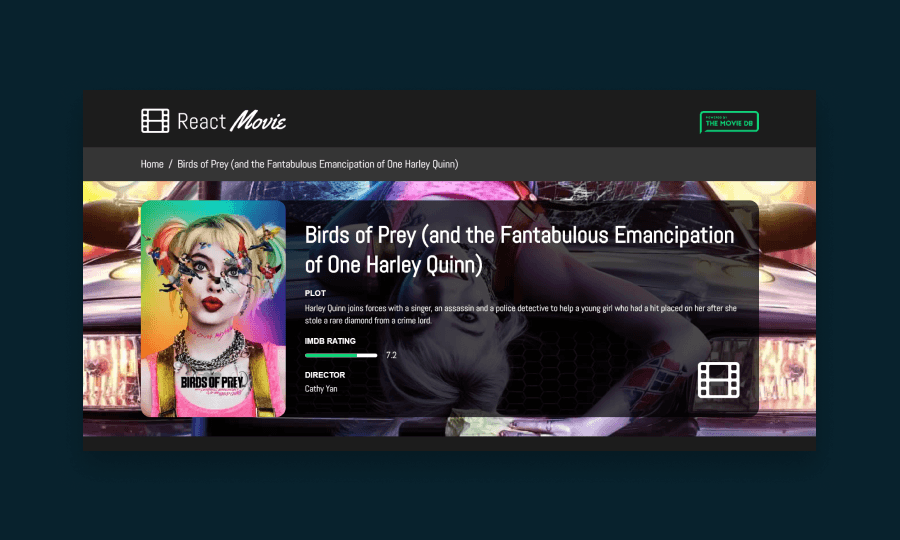 React Movie
POWERED BY
THE MOVIE DB
Home / Birds of Prey (and the Fantabulous Emancipation of One Harley Quinn)
Birds of Prey (and the Fantabulous Emancipation
of One Harley Quinn)
PLOT
Harley Quinn joins forces with a singer, an assassin and a police detective to help a young girl who had a hit placed on her after she
stole a rare diamond from a crime lord.
IMDB RATING
7.2
DIRECTOR
Cathy Yan
BIRDS OF PREY